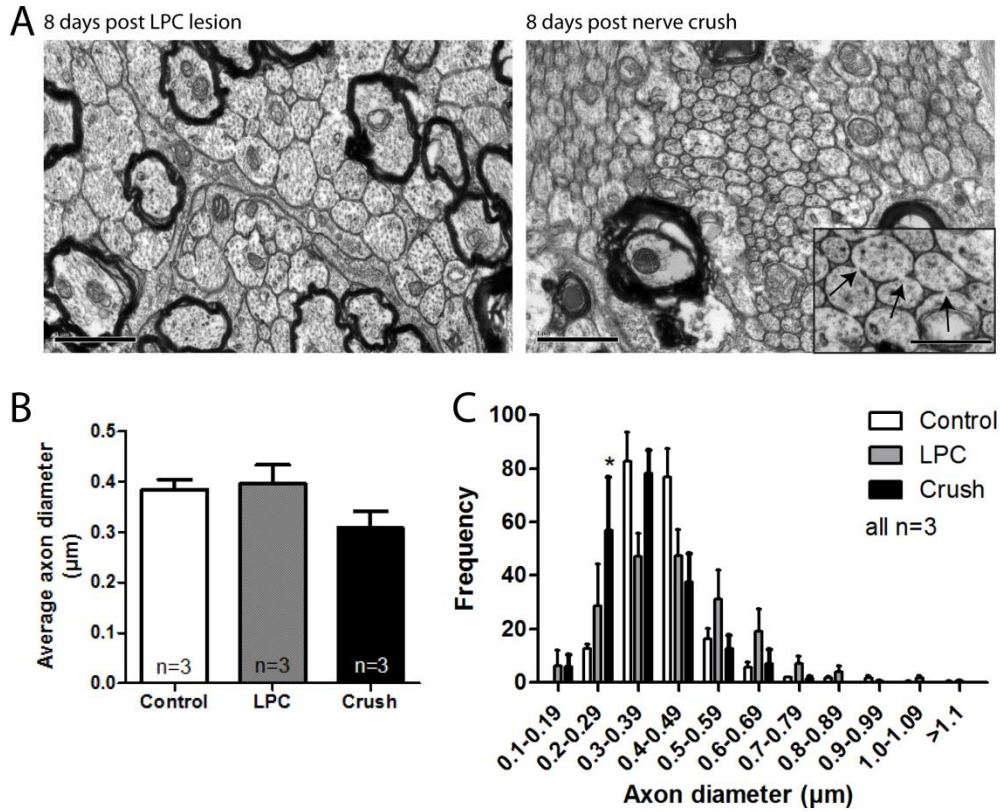 A
8 days post LPC lesion
8 days post nerve crush
1 µm
B
Average axon diameter
(µm)
0.5
0.4
0.3
0.2
0.1
0.0
n=3
n=3
n=3
Control
LPC
Crush
C
Frequency
100
80
60
40
20
0
*
Control
LPC
Crush
all n=3
0.1-0.19
0.2-0.29
0.3-0.39
0.4-0.49
0.5-0.59
0.6-0.69
0.7-0.79
0.8-0.89
0.9-0.99
1.0-1.09
>1.1
Axon diameter (µm)